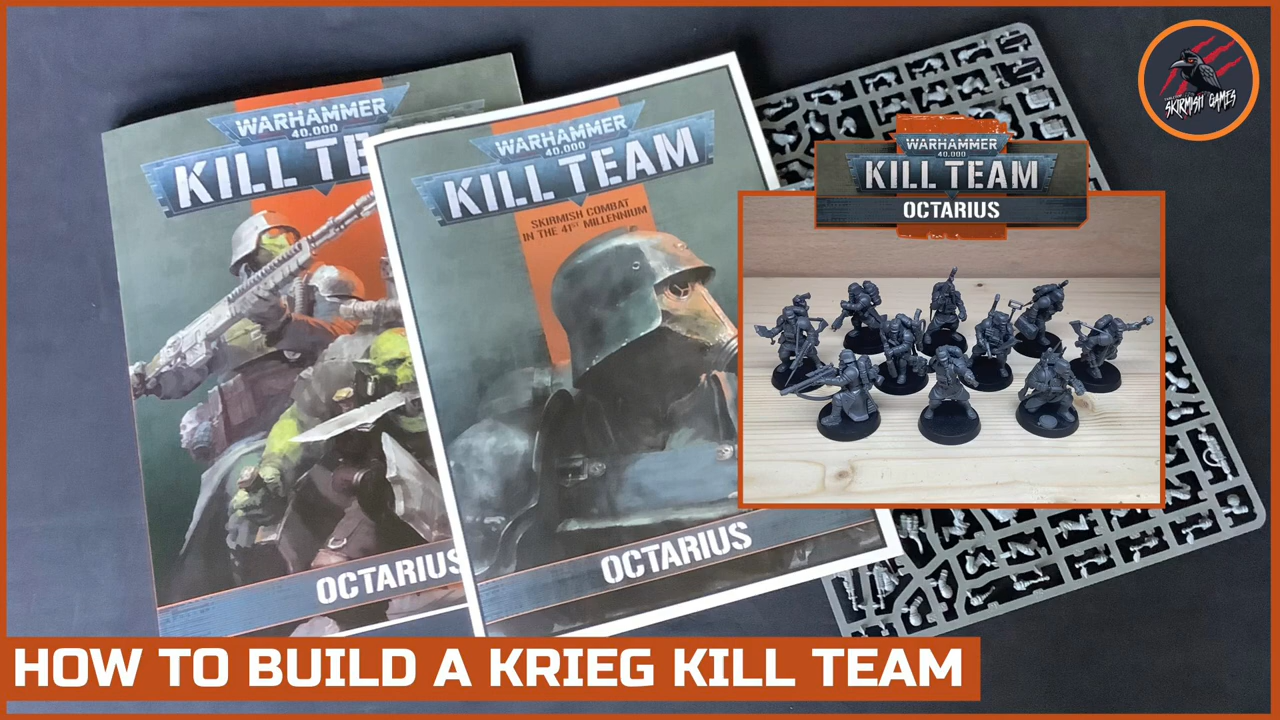 WARHAMMER
40.000
KILL TE
OCTARIUS
WARHAMMER
40.000
KILL TEAM
SKIRMISH COMBAT
IN THE 41ST MILLENNIUM
OCTARIUS
WARHAMMER
40.000
KILL TEAM
OCTARIUS
SKIRMISH GAMES
HOW TO BUILD A KRIEG KILL TEAM